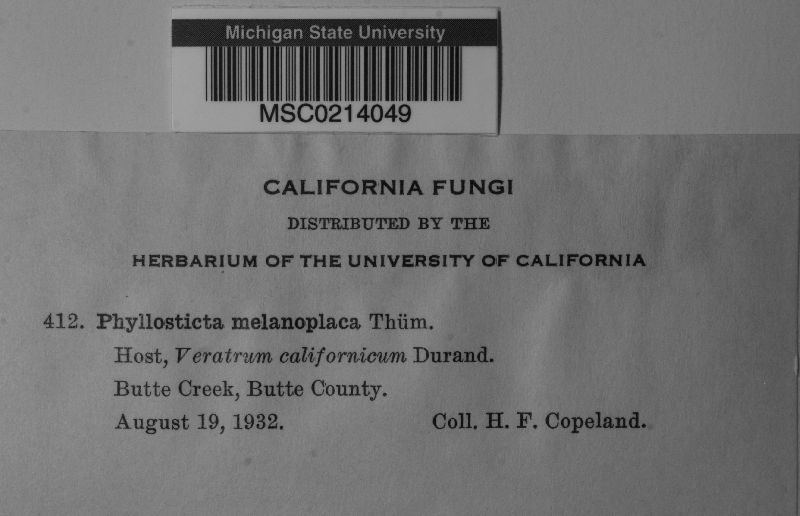 Michigan State University
MSC0214049
CALIFORNIA FUNGI
DISTRIBUTED BY THE
HERBARIUM OF THE UNIVERSITY OF CALIFORNIA
412. Phyllosticta melanoplaca Thüm.
Host, Veratrum californicum Durand.
Butte Creek, Butte County.
August 19, 1932. Coll. H. F. Copeland.